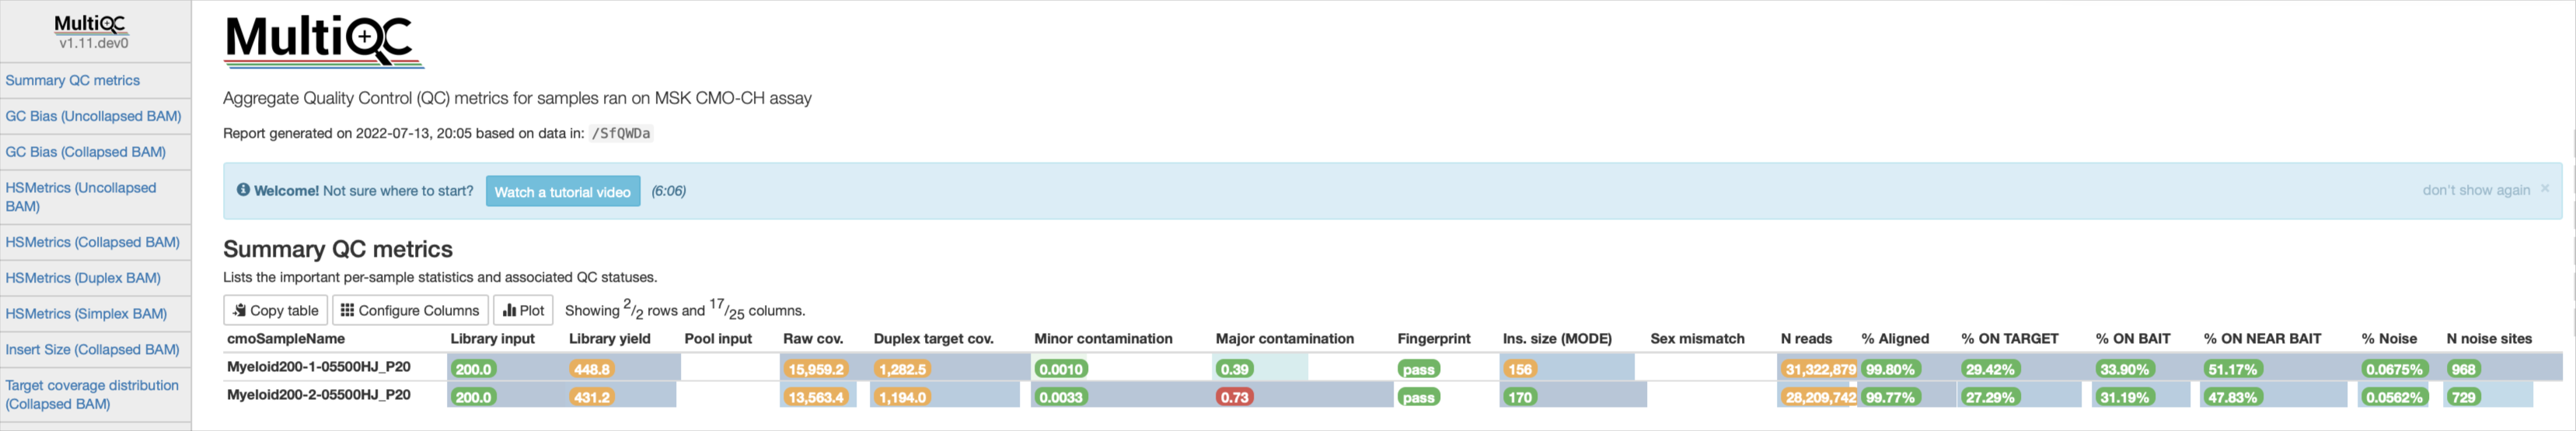 MultiQC
v1.11.dev0
Summary QC metrics
GC Bias (Uncollapsed BAM)
GC Bias (Collapsed BAM)
HSMetrics (Uncollapsed
BAM)
HSMetrics (Collapsed BAM)
HSMetrics (Duplex BAM)
HSMetrics (Simplex BAM)
Insert Size (Collapsed BAM)
Target coverage distribution
(Collapsed BAM)
MultiQC
Aggregate Quality Control (QC) metrics for samples ran on MSK CMO-CH assay
Report generated on 2022-07-13, 20:05 based on data in: /SfQWDa
Welcome! Not sure where to start? Watch a tutorial video (6:06) don't show again ×
Summary QC metrics
Lists the important per-sample statistics and associated QC statuses.
Copy table Configure Columns Plot Showing 2/2 rows and 17/25 columns.
cmoSampleName Library input Library yield Pool input Raw cov. Duplex target cov. Minor contamination Major contamination Fingerprint Ins. size (MODE) Sex mismatch N reads % Aligned % ON TARGET % ON BAIT % ON NEAR BAIT % Noise N noise sites
Myeloid200-1-05500HJ_P20 200.0 448.8 15,959.2 1,282.5 0.0010 0.39 pass 156 31,322,879 99.80% 29.42% 33.90% 51.17% 0.0675% 968
Myeloid200-2-05500HJ_P20 200.0 431.2 13,563.4 1,194.0 0.0033 0.73 pass 170 28,209,742 99.77% 27.29% 31.19% 47.83% 0.0562% 729